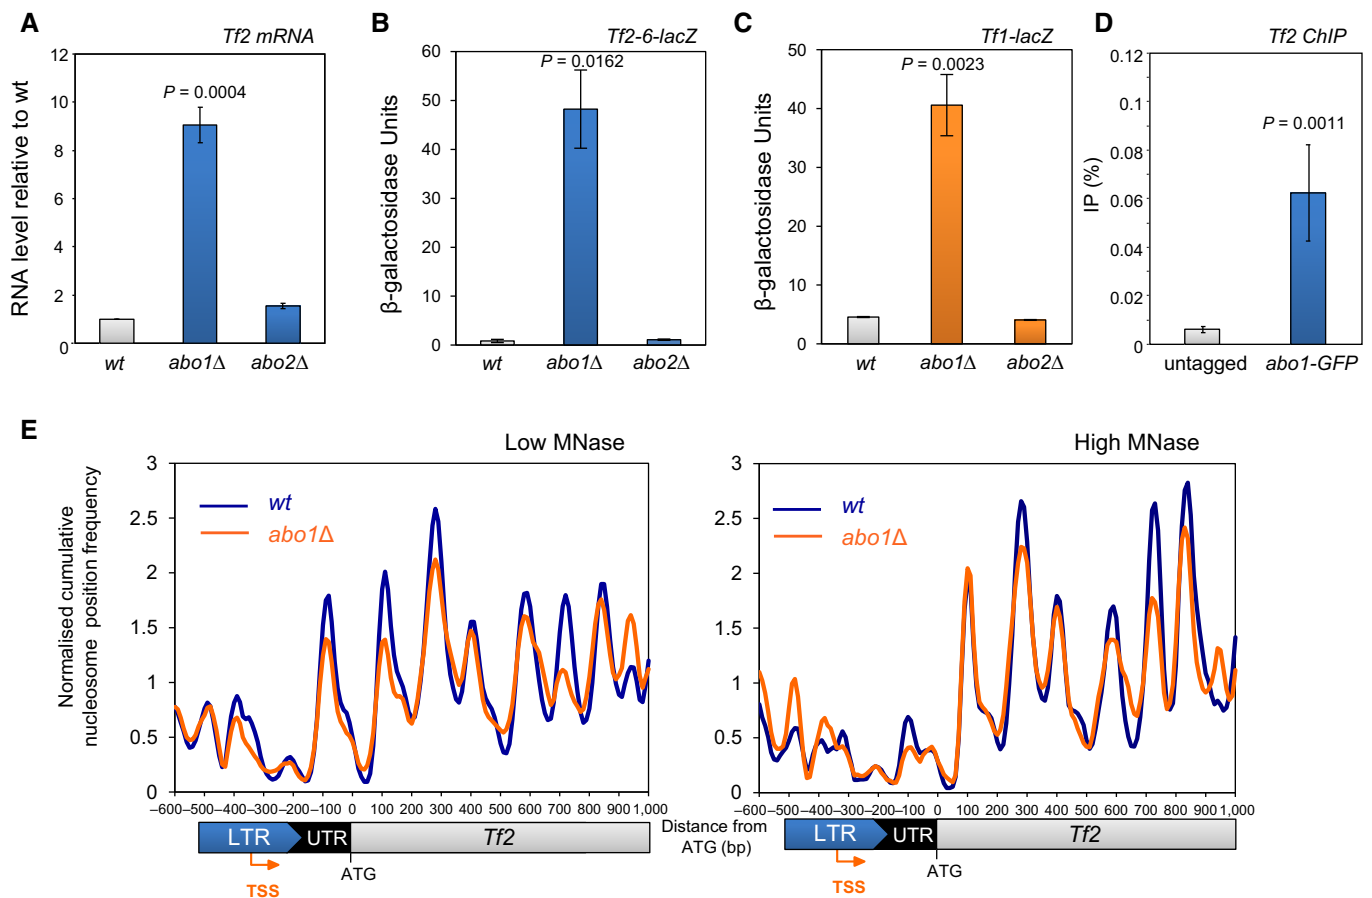 A
Tf2 mRNA
RNA level relative to wt
12
10
8
6
4
2
0
P = 0.0004
wt
abo1Δ
abo2Δ
B
Tf2-6-lacZ
β-galactosidase Units
60
50
40
30
20
10
0
P = 0.0162
wt
abo1Δ
abo2Δ
C
Tf1-lacZ
β-galactosidase Units
50
40
30
20
10
0
P = 0.0023
wt
abo1Δ
abo2Δ
D
Tf2 ChIP
IP (%)
0.12
0.1
0.08
0.06
0.04
0.02
0
P = 0.0011
untagged
abo1-GFP
E
Low MNase
Normalised cumulative
nucleosome position frequency
3
2.5
2
1.5
1
0.5
0
wt
abo1Δ
–600 –500 –400 –300 –200 –100 0 100 200 300 400 500 600 700 800 900 1,000
LTR
UTR
Tf2
ATG
TSS
Distance from
ATG (bp)
High MNase
3
2.5
2
1.5
1
0.5
0
wt
abo1Δ
–600 –500 –400 –300 –200 –100 0 100 200 300 400 500 600 700 800 900 1,000
LTR
UTR
Tf2
ATG
TSS